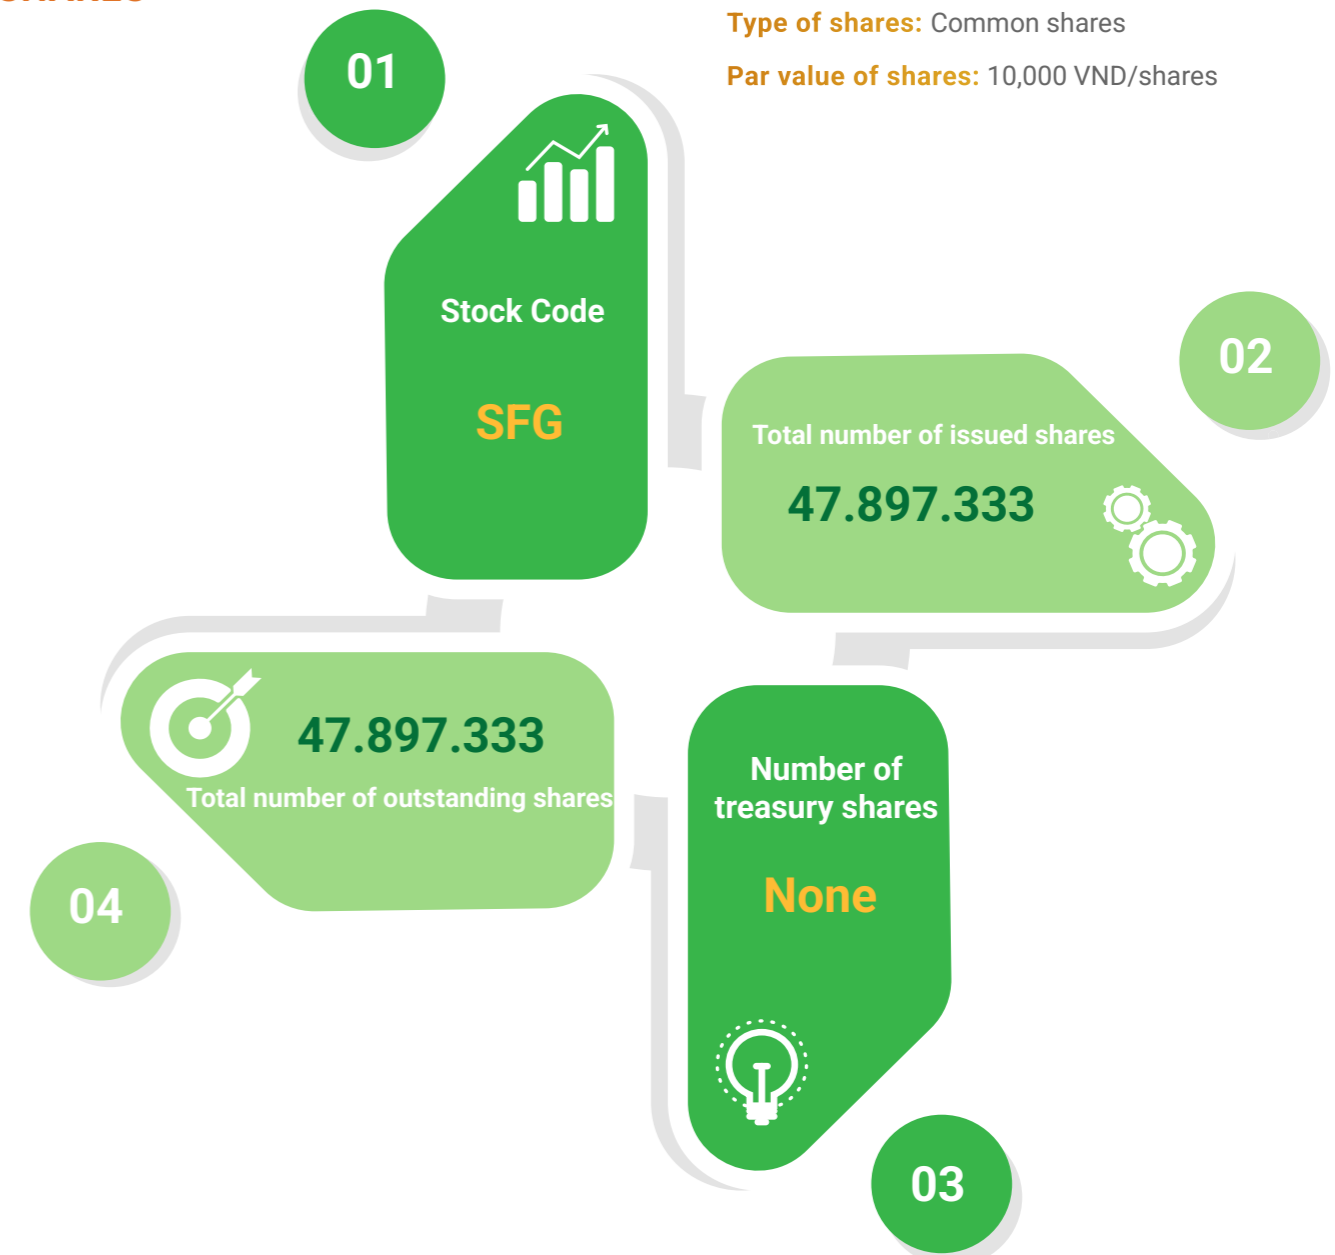 Type of shares: Common shares
Par value of shares: 10,000 VND/shares
01
Stock Code
SFG
02
Total number of issued shares
47.897.333
04
47.897.333
Total number of outstanding shares
03
Number of
treasury shares
None